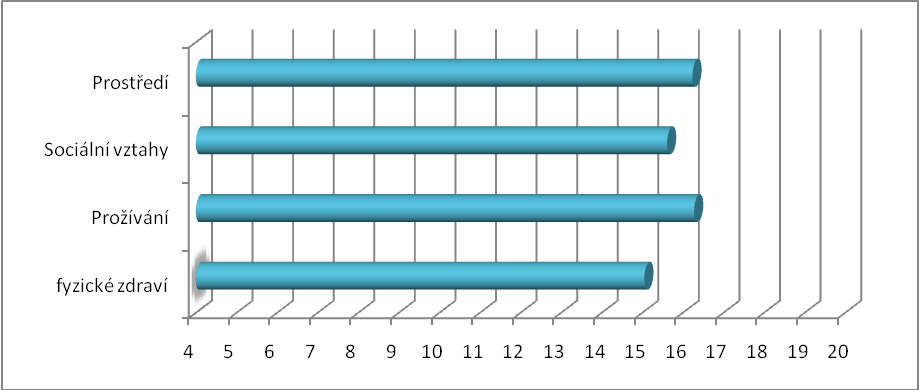 Prostředí
Sociální vztahy
Prožívání
fyzické zdraví
4 5 6 7 8 9 10 11 12 13 14 15 16 17 18 19 20